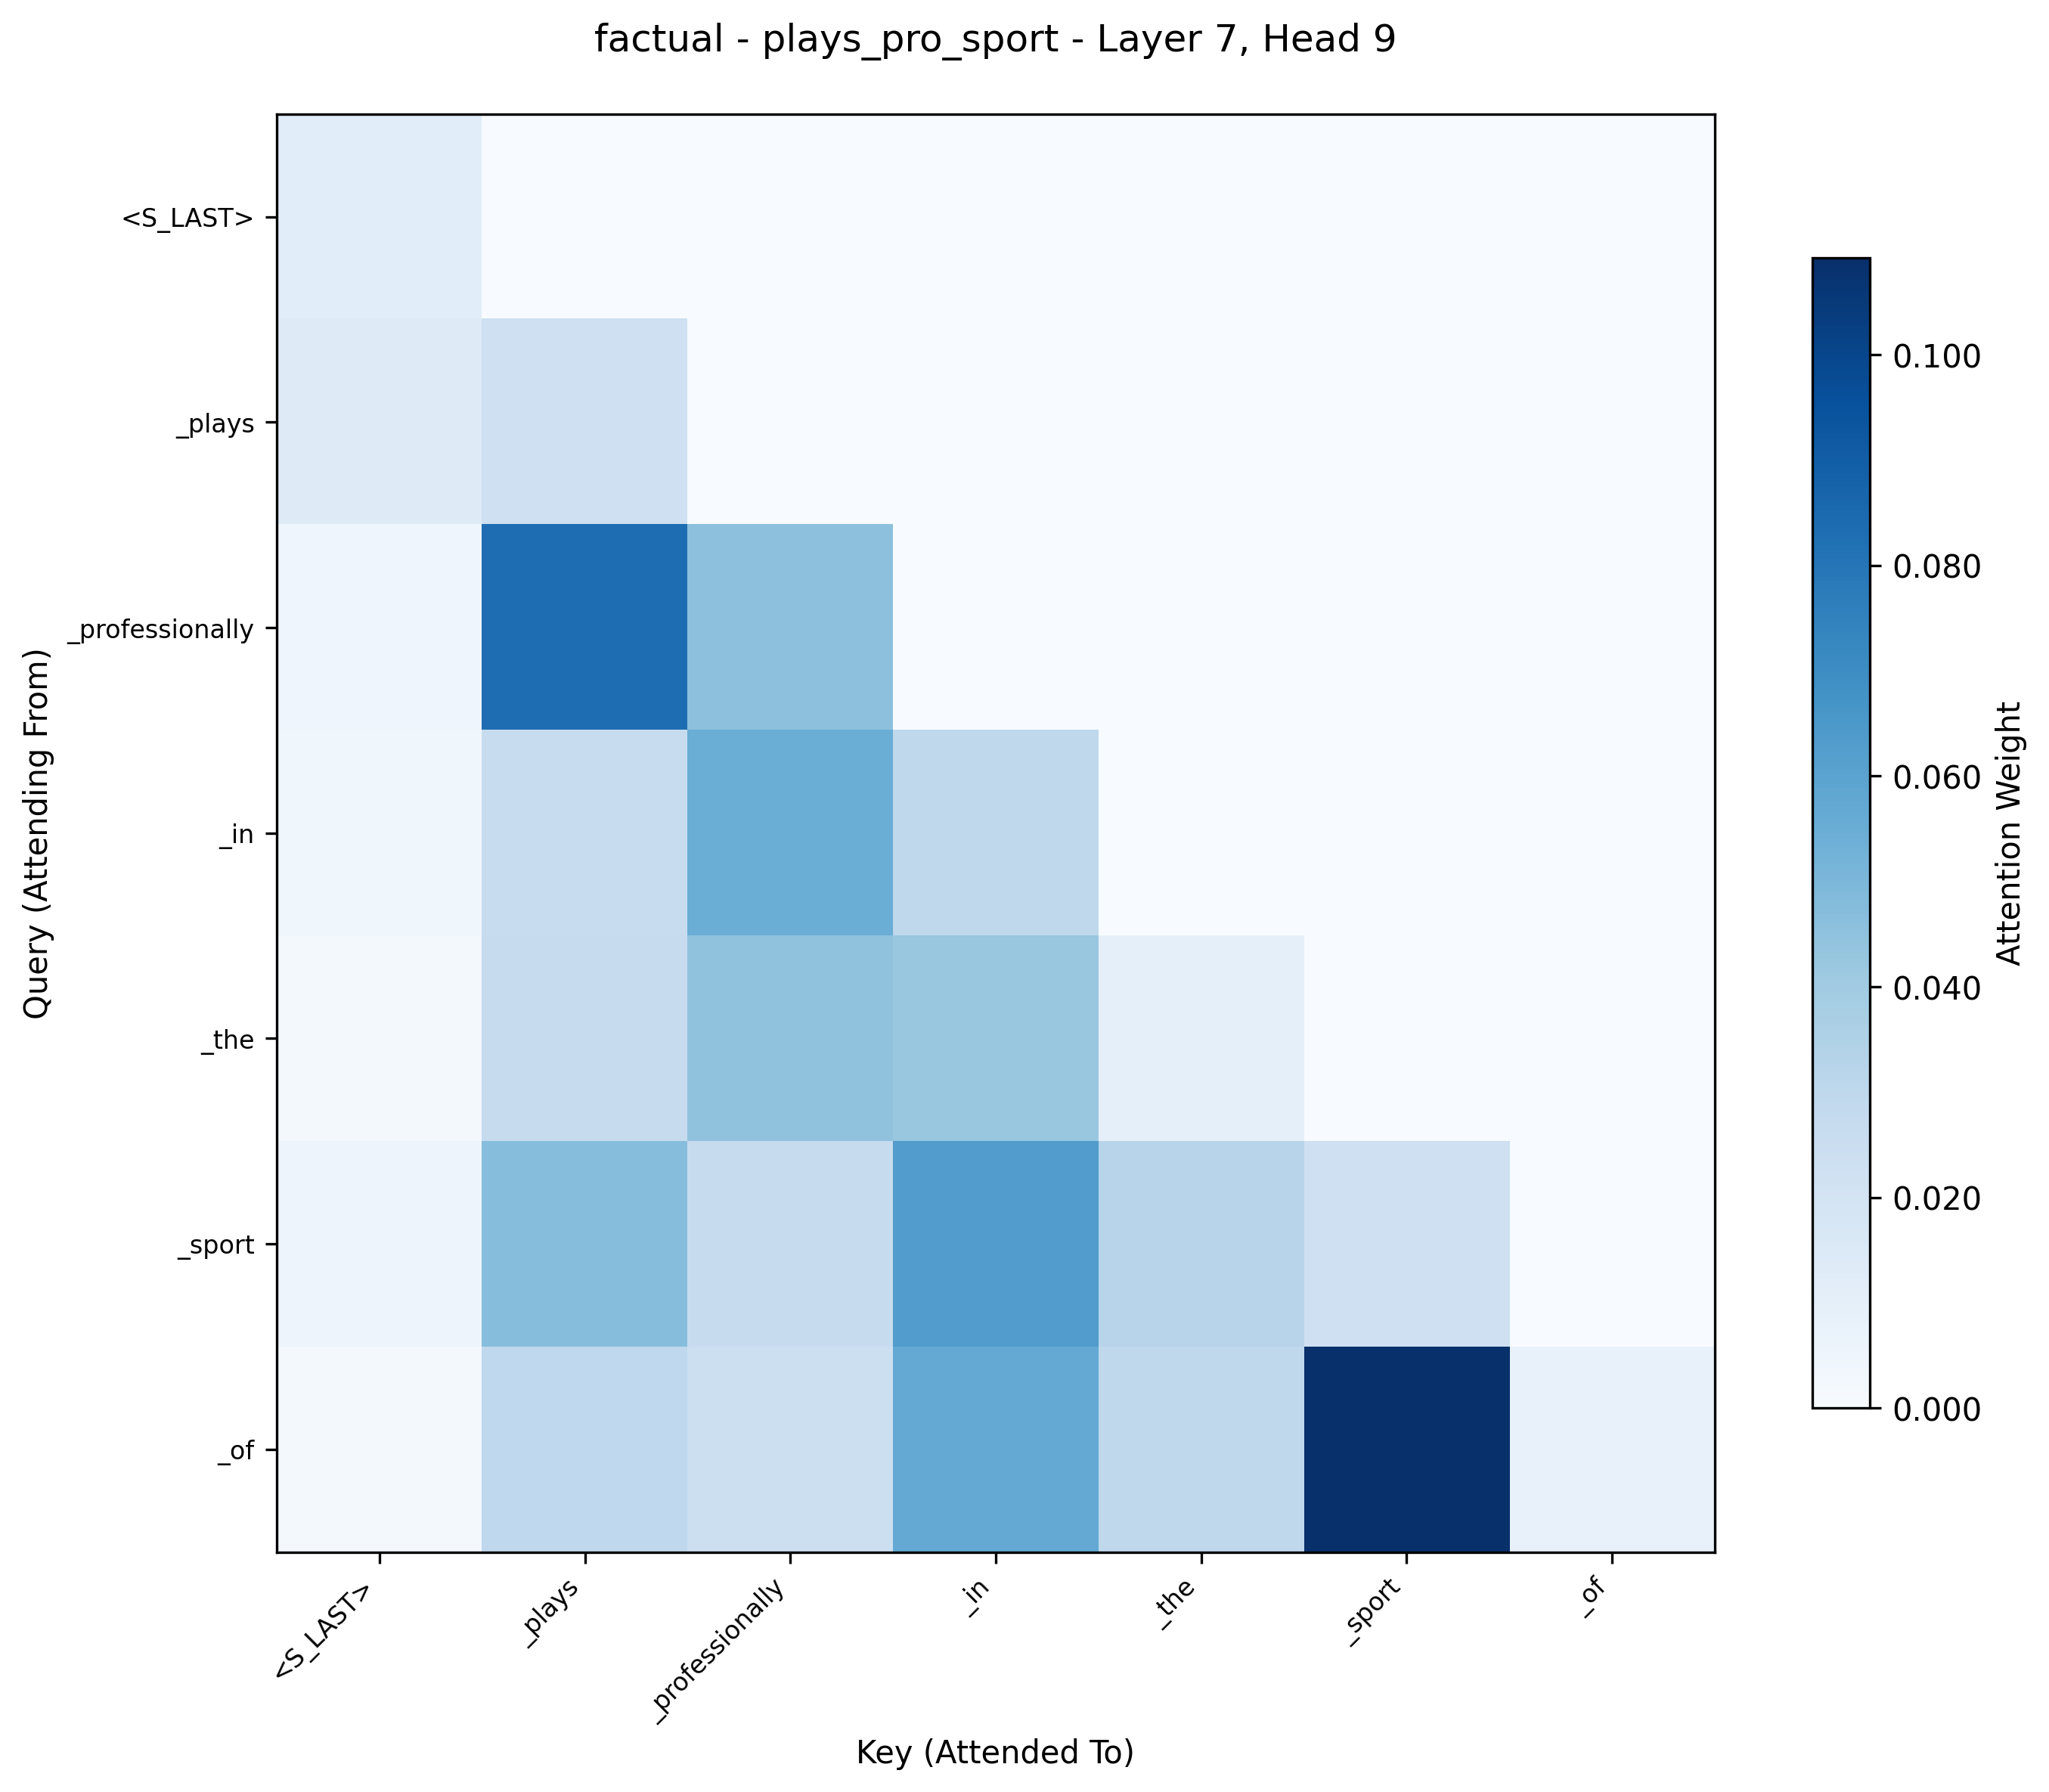 factual - plays_pro_sport - Layer 7, Head 9
Query (Attending From)
<S_LAST>
_plays
_professionally
_in
_the
_sport
_of
<S_LAST>
_plays
_professionally
_in
_the
_sport
_of
Key (Attended To)
0.100
0.080
0.060
0.040
0.020
0.000
Attention Weight